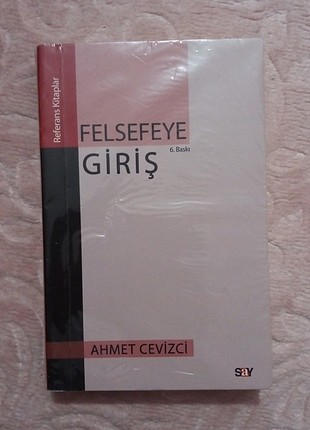 Referans Kitaplar
FELSEFEYE
6. Baskı
GİRİŞ
AHMET CEVİZCİ
say